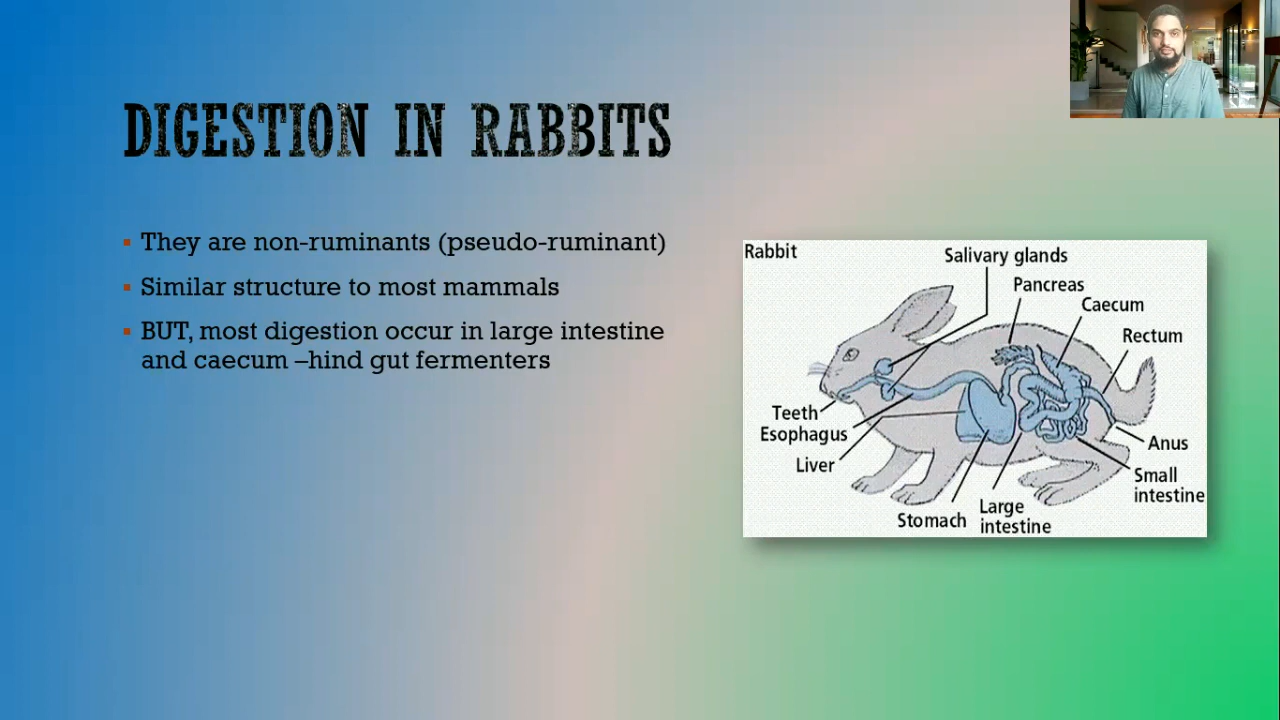 DIGESTION IN RABBITS
▪ They are non-ruminants (pseudo-ruminant)
▪ Similar structure to most mammals
▪ BUT, most digestion occur in large intestine
and caecum –hind gut fermenters
Rabbit
Salivary glands
Pancreas
Caecum
Rectum
Teeth
Esophagus
Liver
Anus
Small
intestine
Stomach
Large
intestine